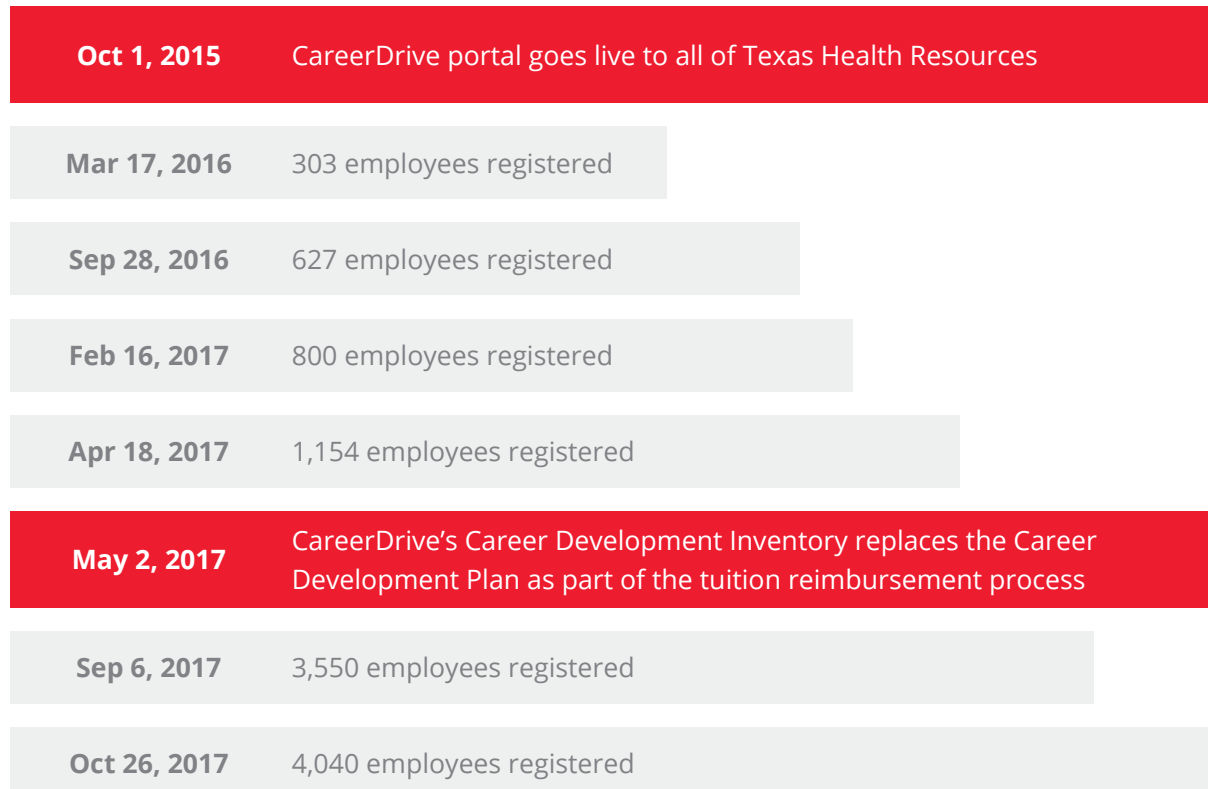 Oct 1, 2015 CareerDrive portal goes live to all of Texas Health Resources
Mar 17, 2016 303 employees registered
Sep 28, 2016 627 employees registered
Feb 16, 2017 800 employees registered
Apr 18, 2017 1,154 employees registered
May 2, 2017 CareerDrive’s Career Development Inventory replaces the Career
Development Plan as part of the tuition reimbursement process
Sep 6, 2017 3,550 employees registered
Oct 26, 2017 4,040 employees registered